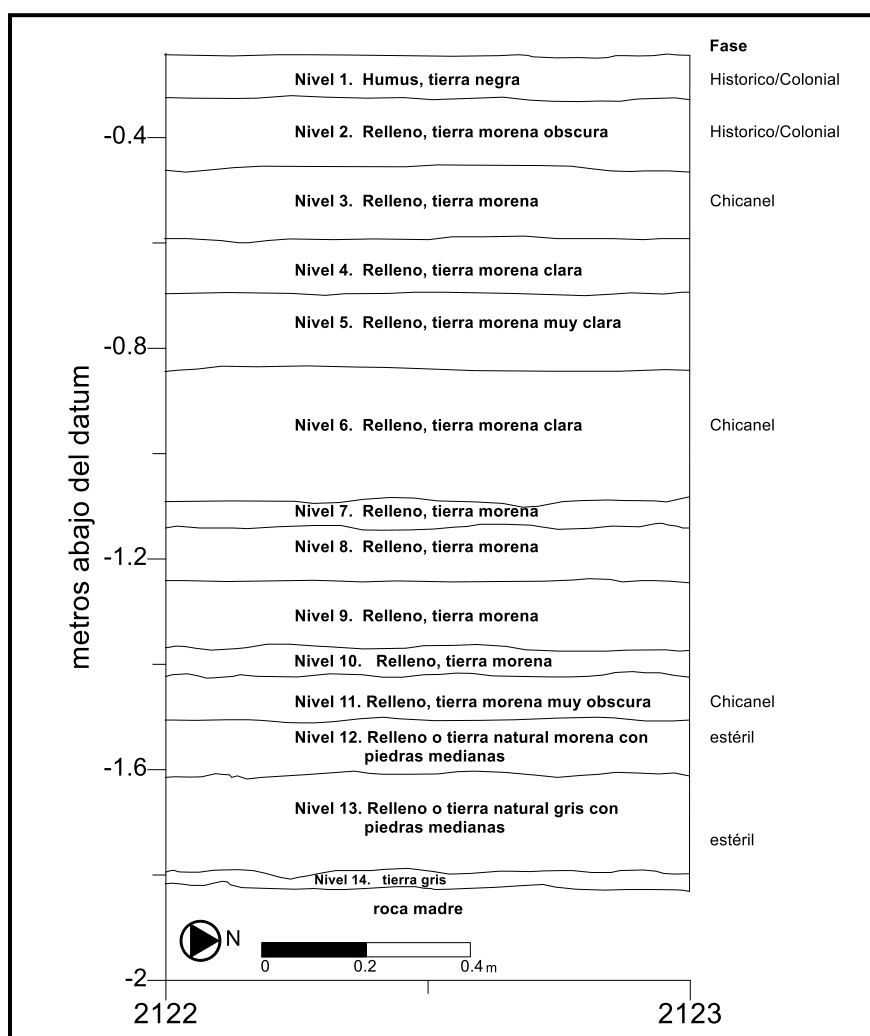 Fase
Nivel 1. Humus, tierra negra
Historico/Colonial
-0.4
Nivel 2. Relleno, tierra morena obscura
Historico/Colonial
Nivel 3. Relleno, tierra morena
Chicanel
Nivel 4. Relleno, tierra morena clara
Nivel 5. Relleno, tierra morena muy clara
-0.8
metros abajo del datum
Nivel 6. Relleno, tierra morena clara
Chicanel
Nivel 7. Relleno, tierra morena
Nivel 8. Relleno, tierra morena
-1.2
Nivel 9. Relleno, tierra morena
Nivel 10. Relleno, tierra morena
Nivel 11. Relleno, tierra morena muy obscura
Chicanel
Nivel 12. Relleno o tierra natural morena con
piedras medianas
estéril
-1.6
Nivel 13. Relleno o tierra natural gris con
piedras medianas
estéril
Nivel 14. tierra gris
roca madre
N
0 0.2 0.4 m
-2
2122 2123